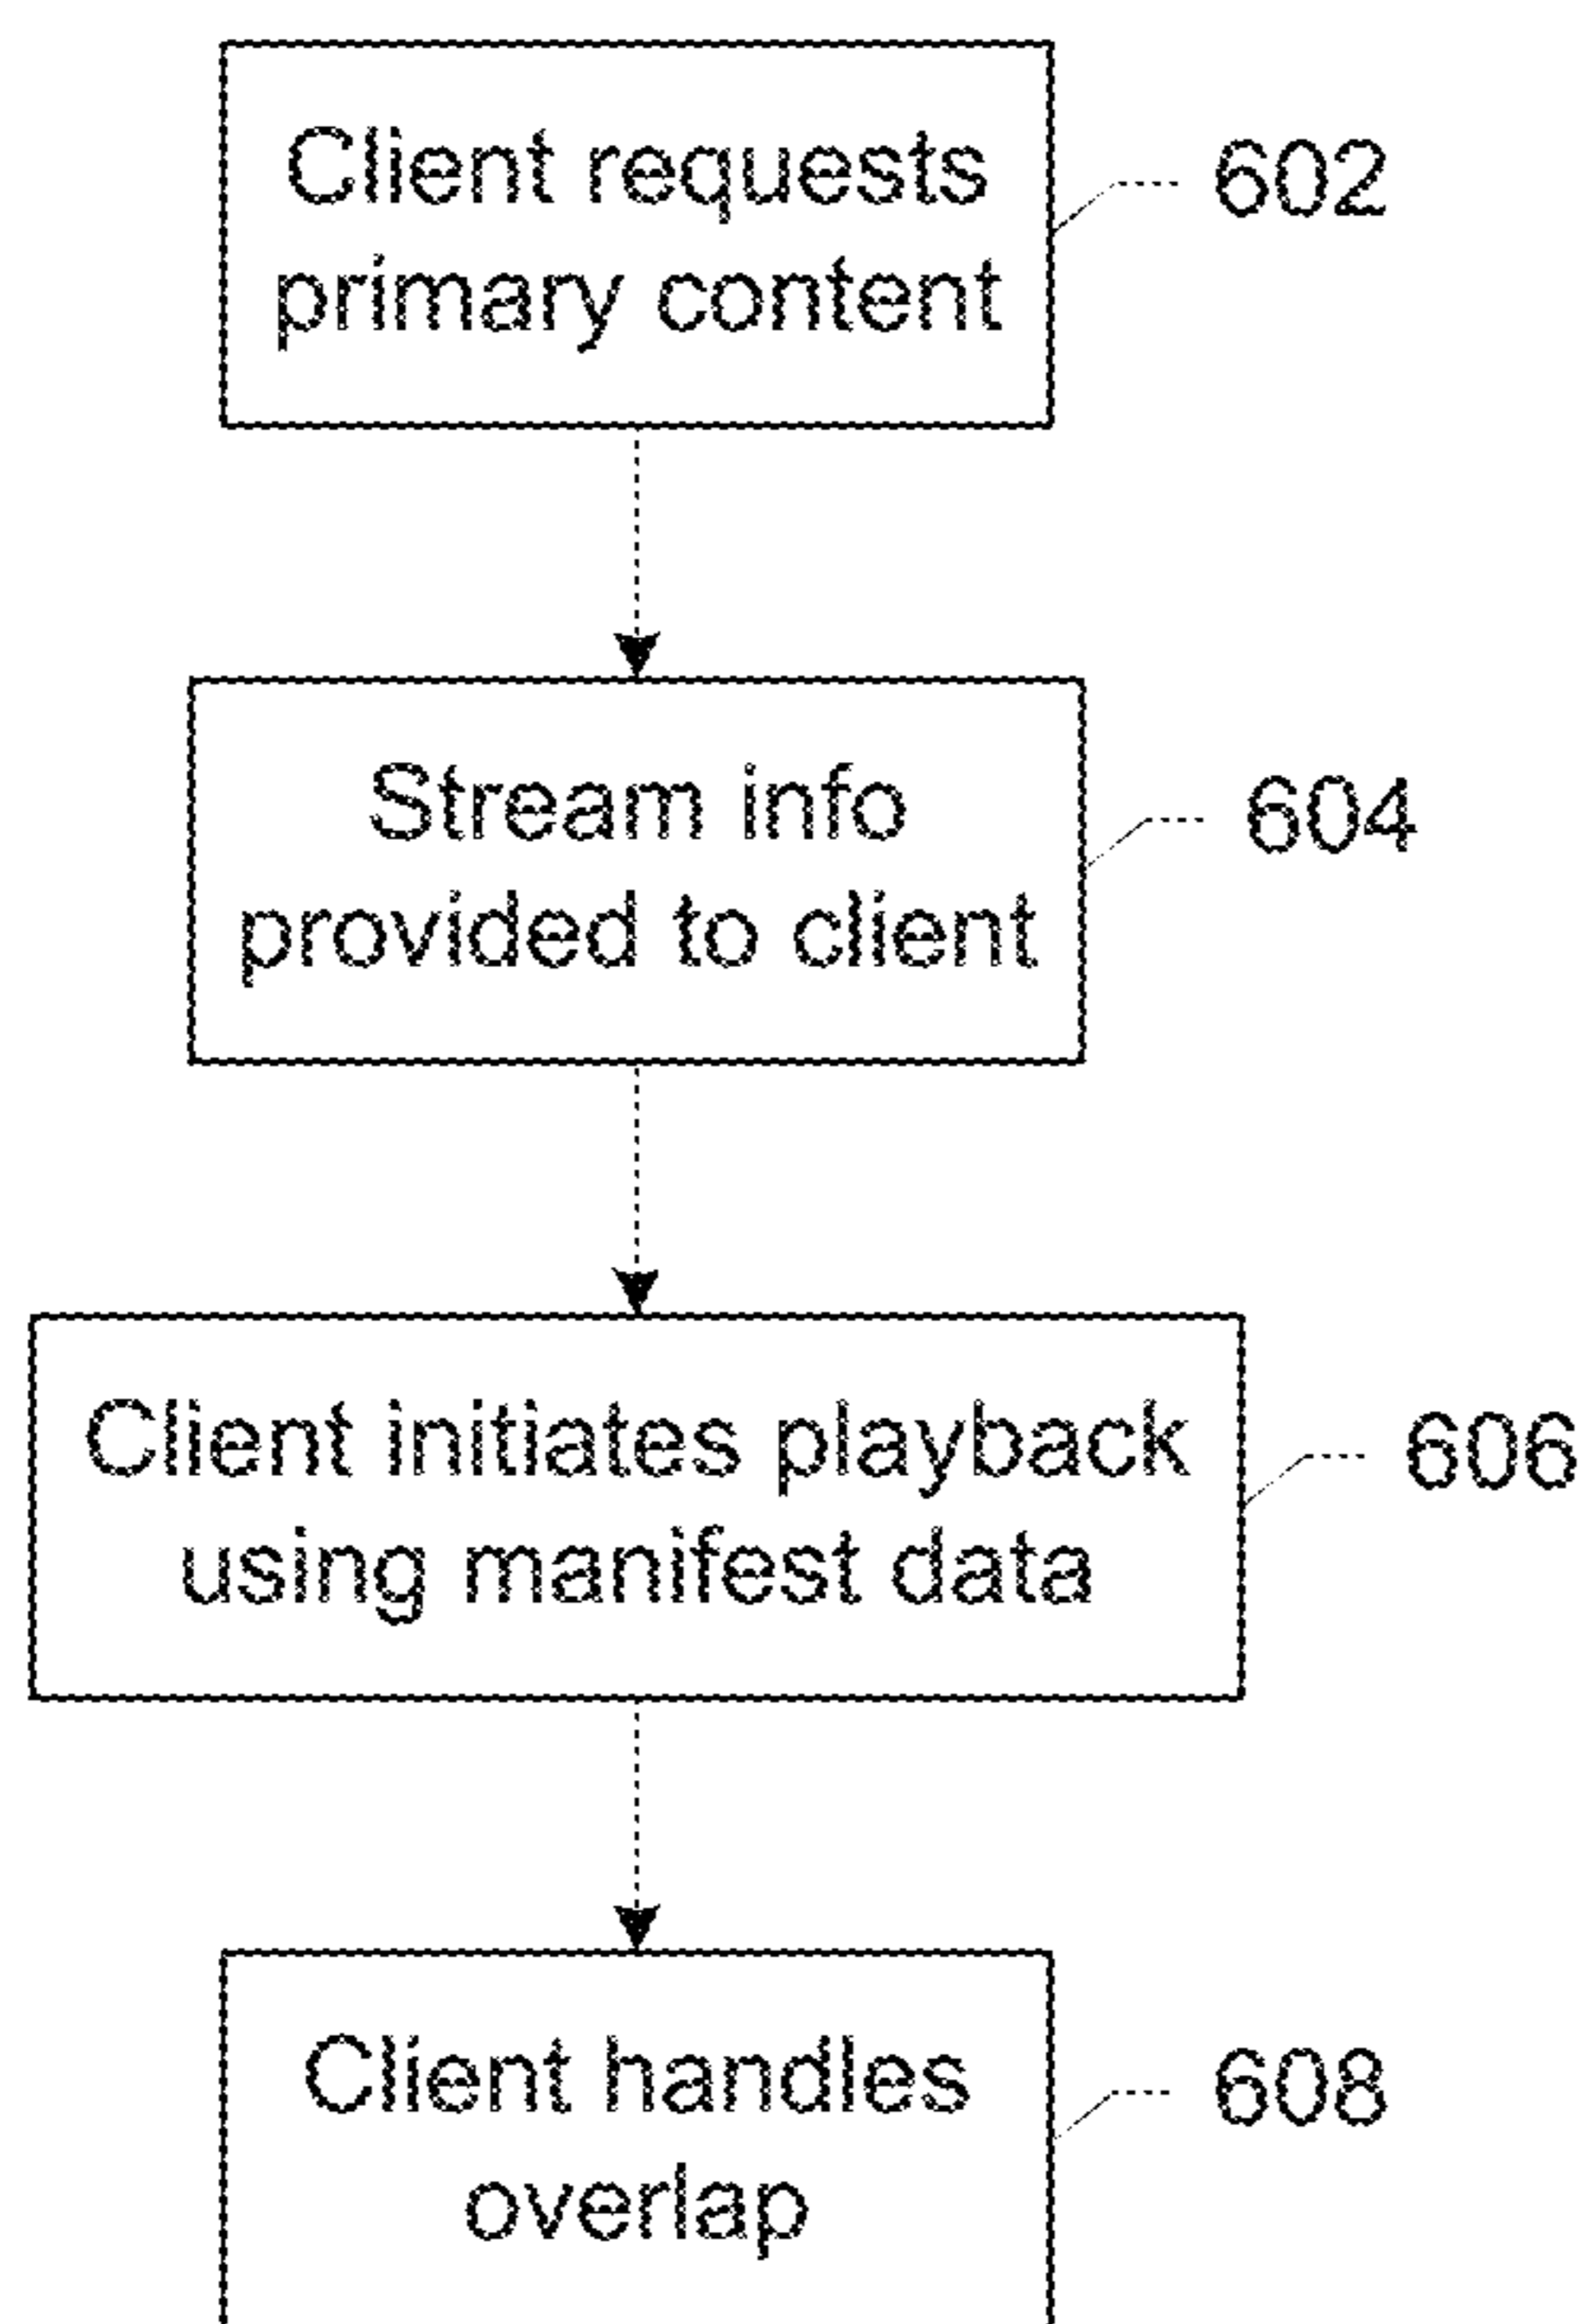 Client requests
primary content
602
Stream info
provided to client
604
Client initiates playback
using manifest data
606
Client handles
overlap
608